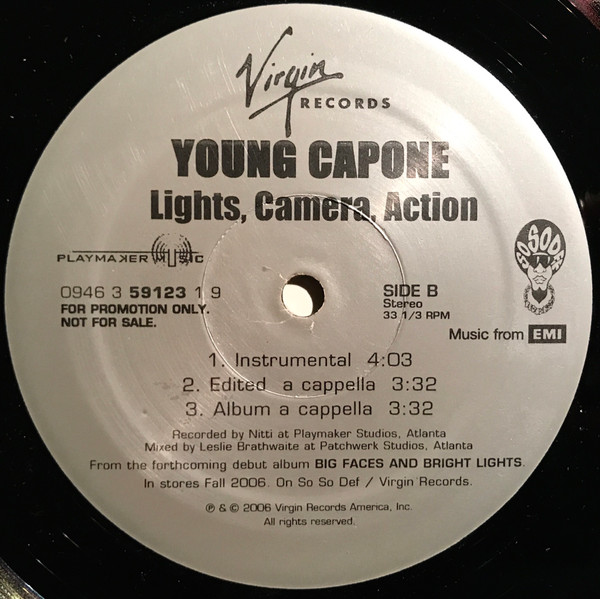 Virgin
RECORDS
YOUNG CAPONE
Lights, Camera, Action
PLAYMAKER MUSIC
0946 3 59123 1 9
FOR PROMOTION ONLY.
NOT FOR SALE.
SIDE B
Stereo
33 1/3 RPM
SO SO DEF
Music from EMI
1. Instrumental 4:03
2. Edited a cappella 3:32
3. Album a cappella 3:32
Recorded by Nitti at Playmaker Studios, Atlanta
Mixed by Leslie Brathwaite at Patchwerk Studios, Atlanta
From the forthcoming debut album BIG FACES AND BRIGHT LIGHTS.
In stores Fall 2006. On So So Def / Virgin Records.
℗ & © 2006 Virgin Records America, Inc.
All rights reserved.